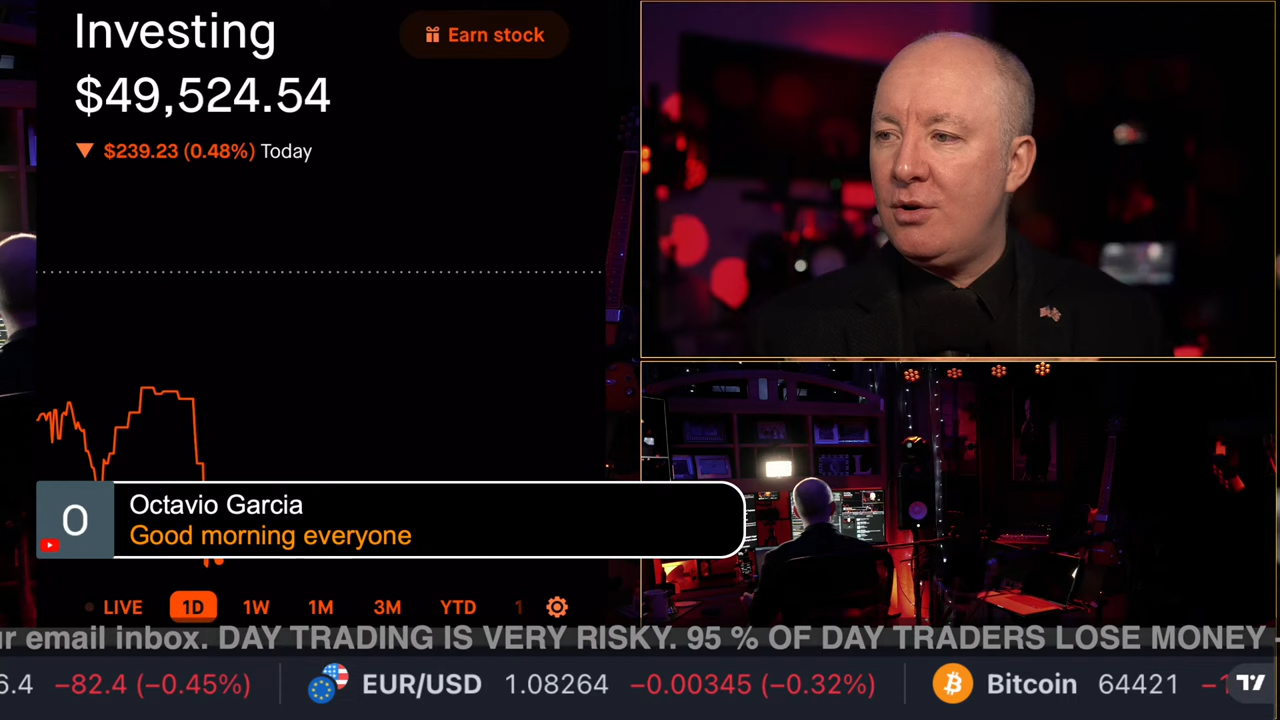 Investing
Earn stock
$49,524.54
▼ $239.23 (0.48%) Today
O
Octavio Garcia
Good morning everyone
LIVE 1D 1W 1M 3M YTD 1
r email inbox. DAY TRADING IS VERY RISKY. 95 % OF DAY TRADERS LOSE MONEY -
6.4 −82.4 (−0.45%) EUR/USD 1.08264 −0.00345 (−0.32%) Bitcoin 64421 −1